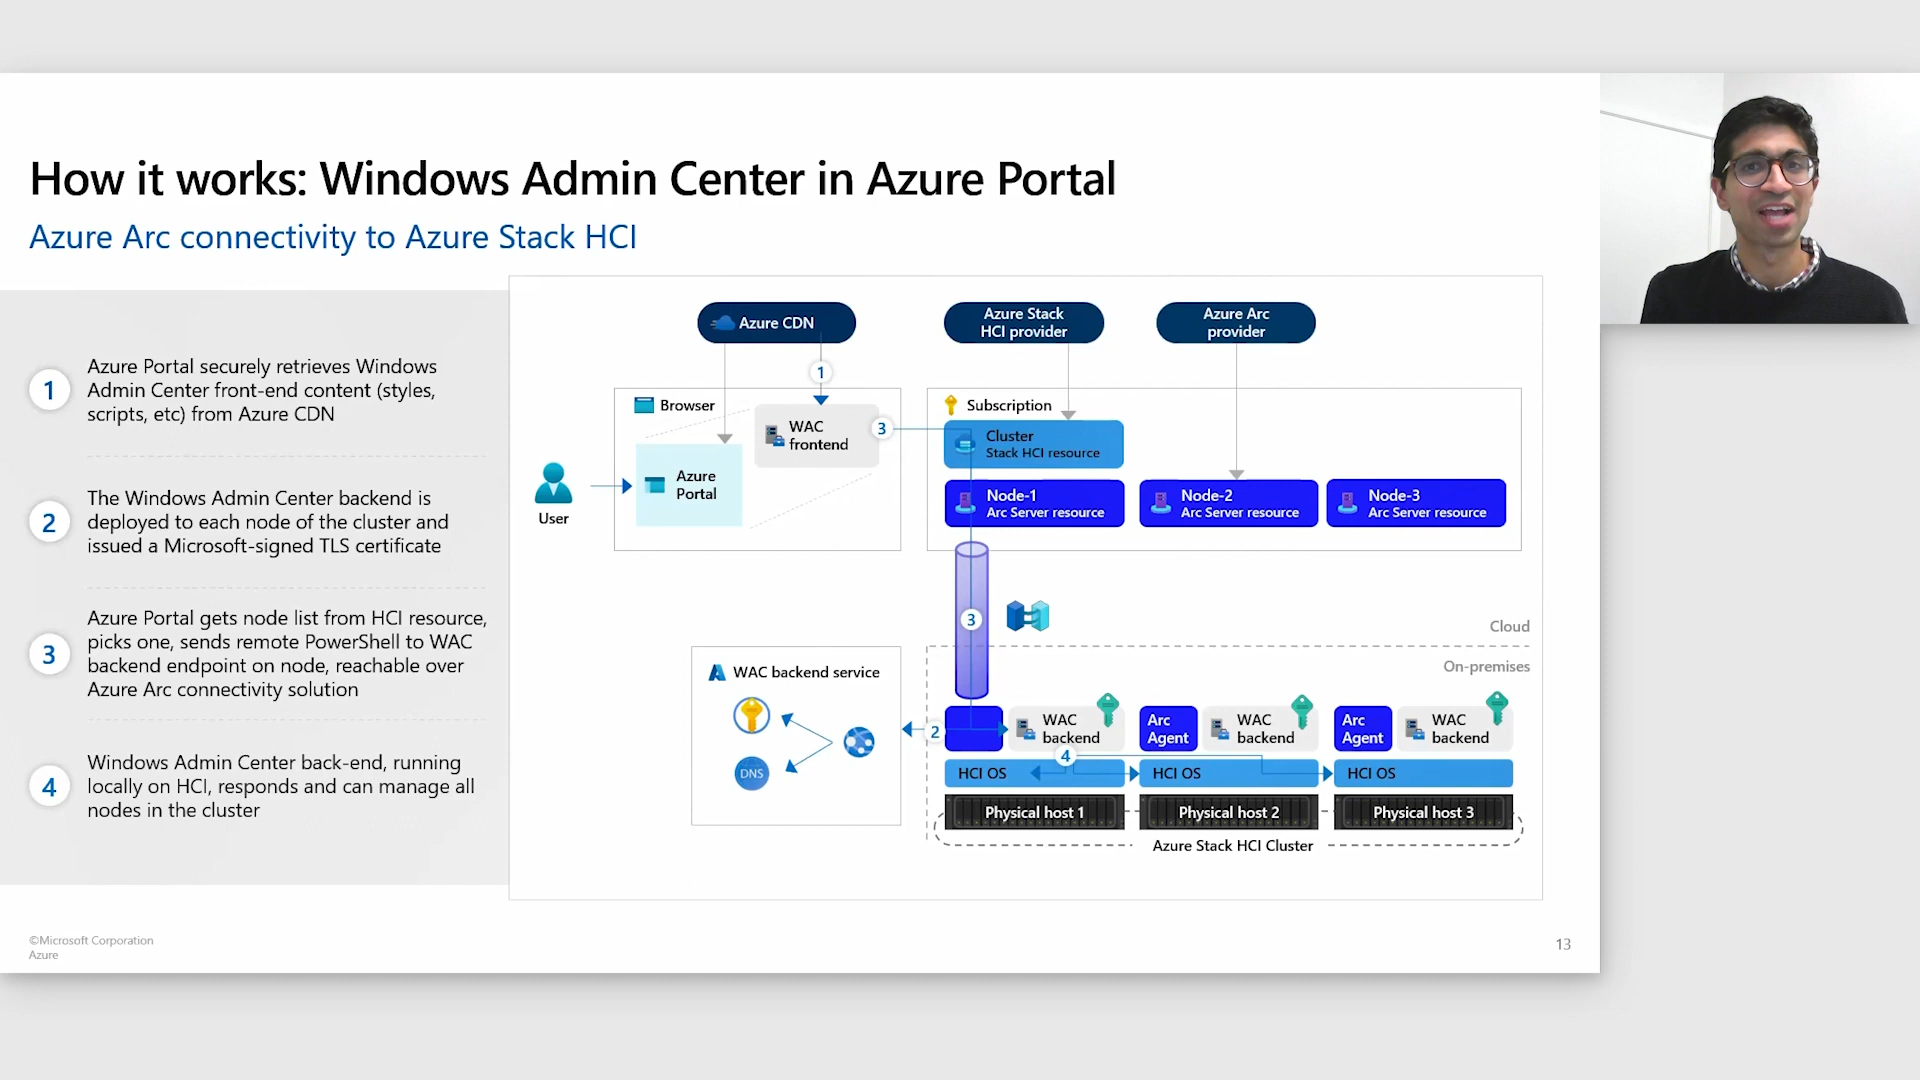 How it works: Windows Admin Center in Azure Portal
Azure Arc connectivity to Azure Stack HCI
1
Azure Portal securely retrieves Windows
Admin Center front-end content (styles,
scripts, etc) from Azure CDN
2
The Windows Admin Center backend is
deployed to each node of the cluster and
issued a Microsoft-signed TLS certificate
3
Azure Portal gets node list from HCI resource,
picks one, sends remote PowerShell to WAC
backend endpoint on node, reachable over
Azure Arc connectivity solution
4
Windows Admin Center back-end, running
locally on HCI, responds and can manage all
nodes in the cluster
Azure CDN
Azure Stack
HCI provider
Azure Arc
provider
1
Browser
WAC
frontend
3
Azure
Portal
User
Subscription
Cluster
Stack HCI resource
Node-1
Arc Server resource
Node-2
Arc Server resource
Node-3
Arc Server resource
3
Cloud
On-premises
WAC backend service
DNS
2
WAC
backend
Arc
Agent
WAC
backend
Arc
Agent
WAC
backend
4
HCI OS
HCI OS
HCI OS
Physical host 1
Physical host 2
Physical host 3
Azure Stack HCI Cluster
©Microsoft Corporation
Azure
13